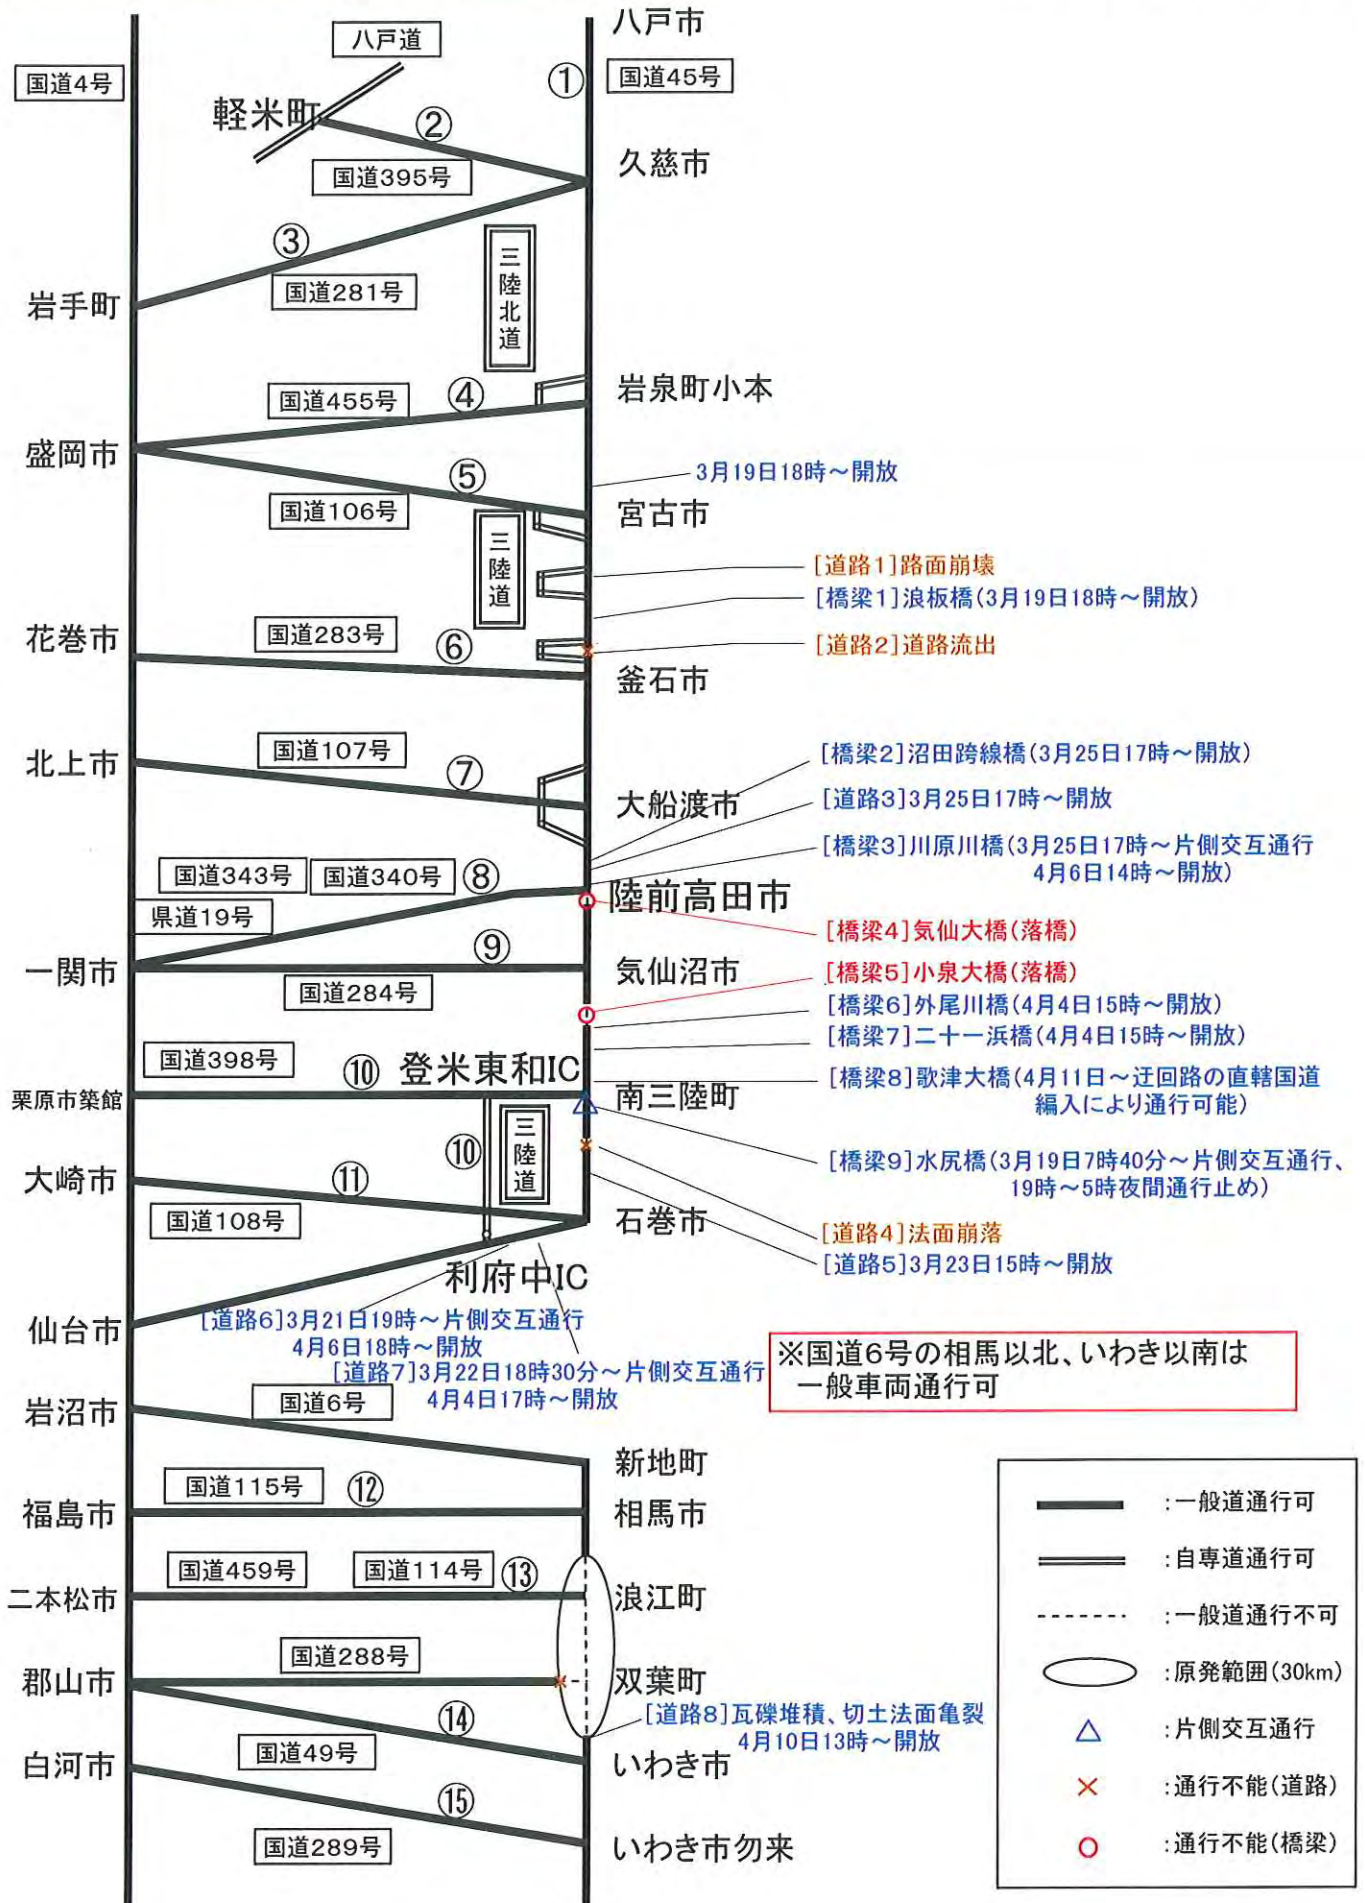 八戸市
八戸道
国道4号
①
国道45号
軽米町
②
久慈市
国道395号
③
三陸北道
国道281号
岩手町
岩泉町小本
④
国道455号
盛岡市
⑤
3月19日18時～開放
国道106号
宮古市
三陸道
[道路1]路面崩壊
[橋梁1]浪板橋(3月19日18時～開放)
花巻市
国道283号
⑥
[道路2]道路流出
釜石市
国道107号
北上市
⑦
[橋梁2]沼田跨線橋(3月25日17時～開放)
大船渡市
[道路3]3月25日17時～開放
[橋梁3]川原川橋(3月25日17時～片側交互通行
4月6日14時～開放)
国道343号
国道340号
⑧
陸前高田市
県道19号
[橋梁4]気仙大橋(落橋)
⑨
一関市
気仙沼市
[橋梁5]小泉大橋(落橋)
国道284号
[橋梁6]外尾川橋(4月4日15時～開放)
[橋梁7]二十一浜橋(4月4日15時～開放)
国道398号
⑩
登米東和IC
[橋梁8]歌津大橋(4月11日～迂回路の直轄国道
編入により通行可能)
栗原市築館
南三陸町
⑩
三陸道
[橋梁9]水尻橋(3月19日7時40分～片側交互通行、
19時～5時夜間通行止め)
大崎市
⑪
国道108号
石巻市
[道路4]法面崩落
[道路5]3月23日15時～開放
利府中IC
仙台市
[道路6]3月21日19時～片側交互通行
4月6日18時～開放
[道路7]3月22日18時30分～片側交互通行
4月4日17時～開放
※国道6号の相馬以北、いわき以南は
一般車両通行可
国道6号
岩沼市
新地町
国道115号
⑫
福島市
相馬市
国道459号
国道114号
⑬
二本松市
浪江町
国道288号
郡山市
双葉町
[道路8]瓦礫堆積、切土法面亀裂
4月10日13時～開放
⑭
国道49号
白河市
いわき市
⑮
国道289号
いわき市勿来
:一般道通行可
:自専道通行可
:一般道通行不可
:原発範囲(30km)
:片側交互通行
:通行不能(道路)
:通行不能(橋梁)